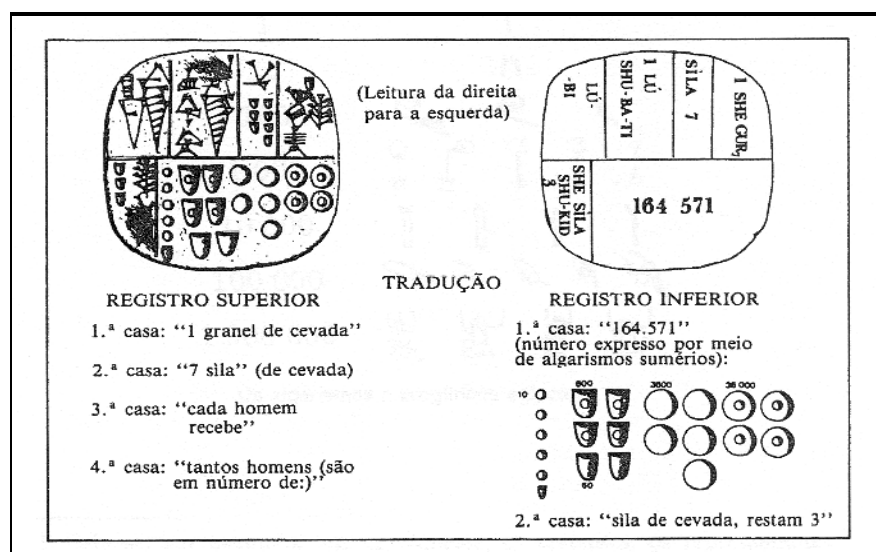 (Leitura da direita
para a esquerda)
LÚ-
-BI
1 LÚ
SHU-BA-TI
SÌLA 7
1 SHE GUR₇
SHE SÌLA
SHU-KID
3
164 571
TRADUÇÃO
REGISTRO SUPERIOR
1.ª casa: “1 granel de cevada”
2.ª casa: “7 sìla” (de cevada)
3.ª casa: “cada homem
recebe”
4.ª casa: “tantos homens (são
em número de:)”
REGISTRO INFERIOR
1.ª casa: “164.571”
(número expresso por meio
de algarismos sumérios):
10
600
3600
36 000
60
2.ª casa: “sìla de cevada, restam 3”